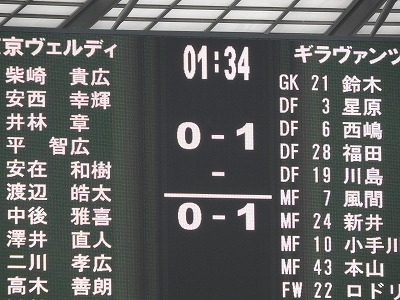 京ヴェルディ
柴崎 貴広
安西 幸輝
井林 章
平 智広
安在 和樹
渡辺 皓太
中後 雅喜
澤井 直人
二川 孝広
高木 善朗
01:34
0-1
-
0-1
ギラヴァンツ
GK 21 鈴木
DF 3 星原
DF 6 西嶋
DF 28 福田
DF 19 川島
MF 7 風間
MF 24 新井
MF 10 小手川
MF 43 本山
FW 22 ロドリ